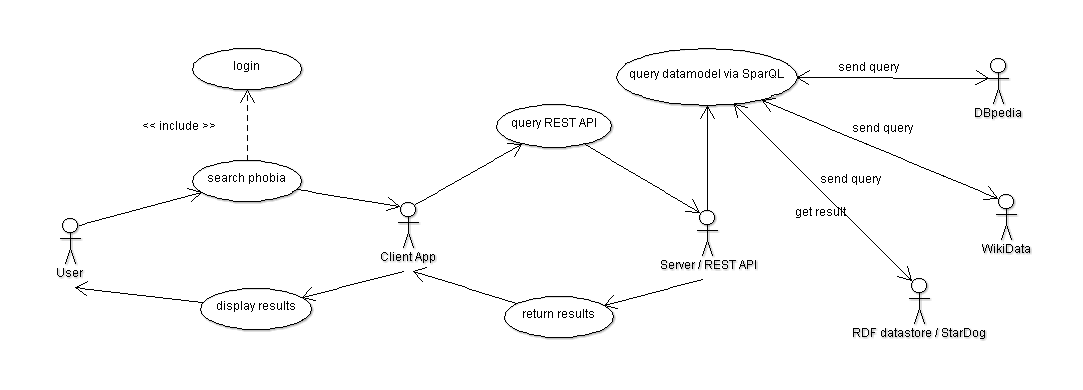 login
query datamodel via SparQL
send query
DBpedia
<< include >>
query REST API
send query
search phobia
send query
get result
User
Client App
Server / REST API
WikiData
display results
return results
RDF datastore / StarDog